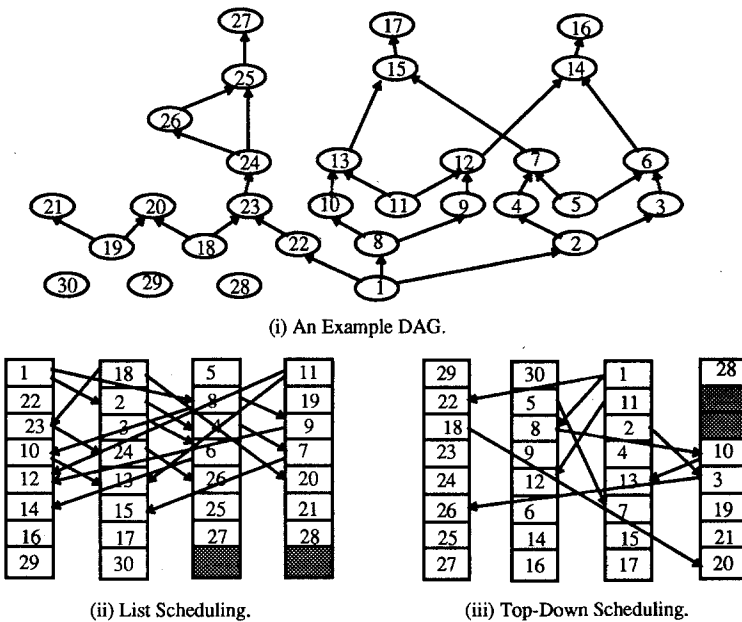 27 17 16
25 15 14
26
24 13 12 7 6
21 20 23 10 11 9 4 5 3
19 18 22 8 2
30 29 28 1
(i) An Example DAG.
1 18 5 11 29 30 1 28
22 2 8 19 22 5 11
23 3 4 9 18 8 2
10 24 6 7 23 9 4 10
12 13 26 20 24 12 13 3
14 15 25 21 26 6 7 19
16 17 27 28 25 14 15 21
29 30 27 16 17 20
(ii) List Scheduling. (iii) Top-Down Scheduling.